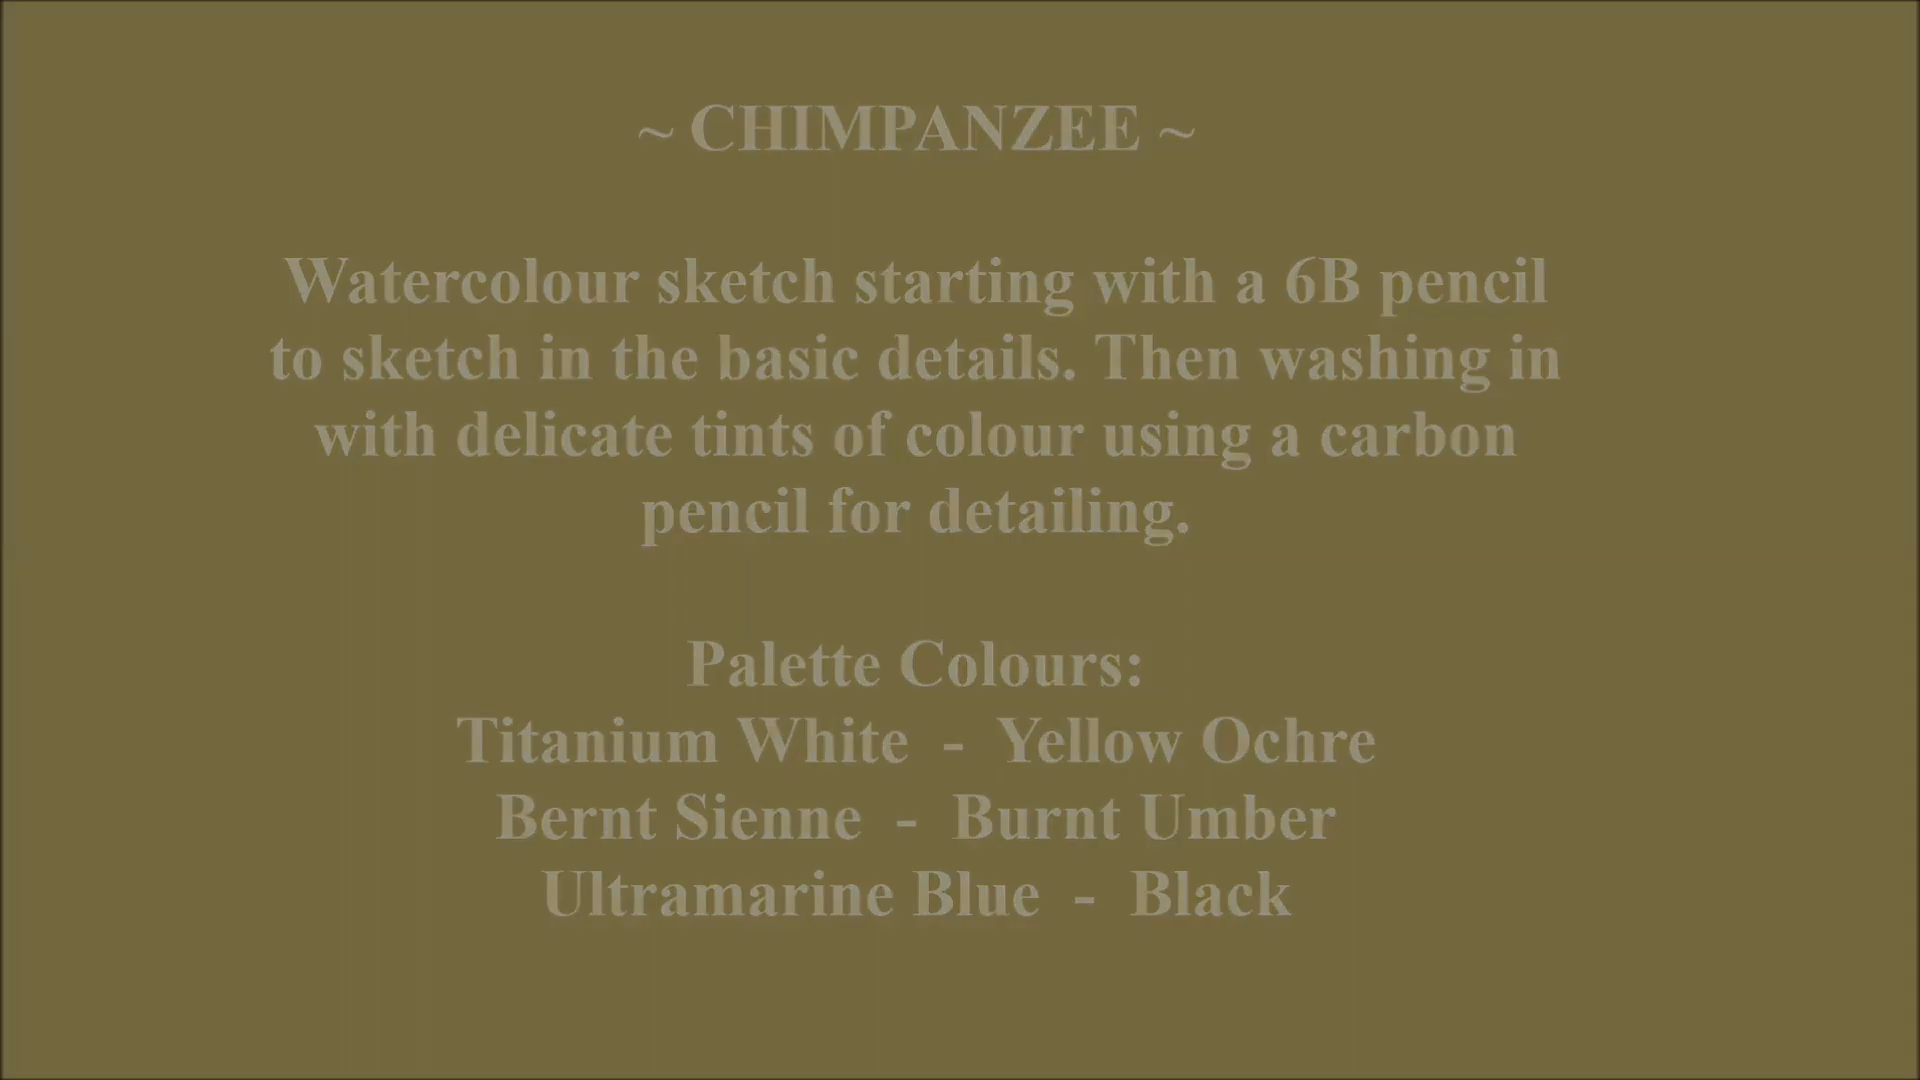 ~ CHIMPANZEE ~
Watercolour sketch starting with a 6B pencil
to sketch in the basic details. Then washing in
with delicate tints of colour using a carbon
pencil for detailing.
Palette Colours:
Titanium White - Yellow Ochre
Bernt Sienne - Burnt Umber
Ultramarine Blue - Black